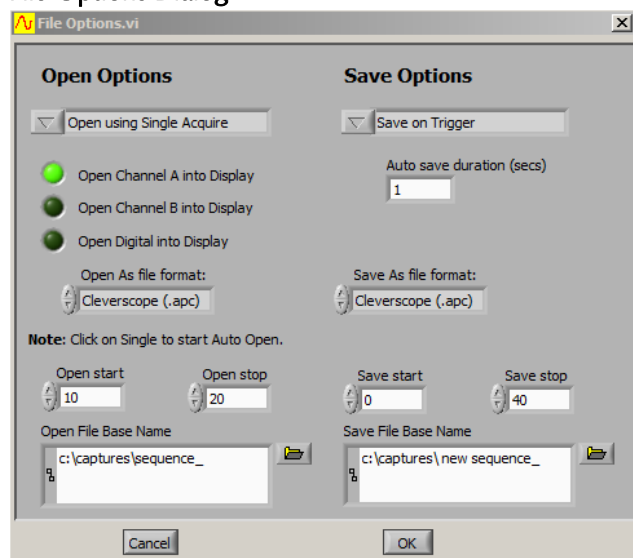 File Options.vi
Open Options
Save Options
Open using Single Acquire
Save on Trigger
Open Channel A into Display
Open Channel B into Display
Open Digital into Display
Auto save duration (secs)
1
Open As file format:
Save As file format:
Cleverscope (.apc)
Cleverscope (.apc)
Note: Click on Single to start Auto Open.
Open start
Open stop
Save start
Save stop
10
20
0
40
Open File Base Name
Save File Base Name
c:\captures\sequence_
c:\captures\ new sequence_
Cancel
OK